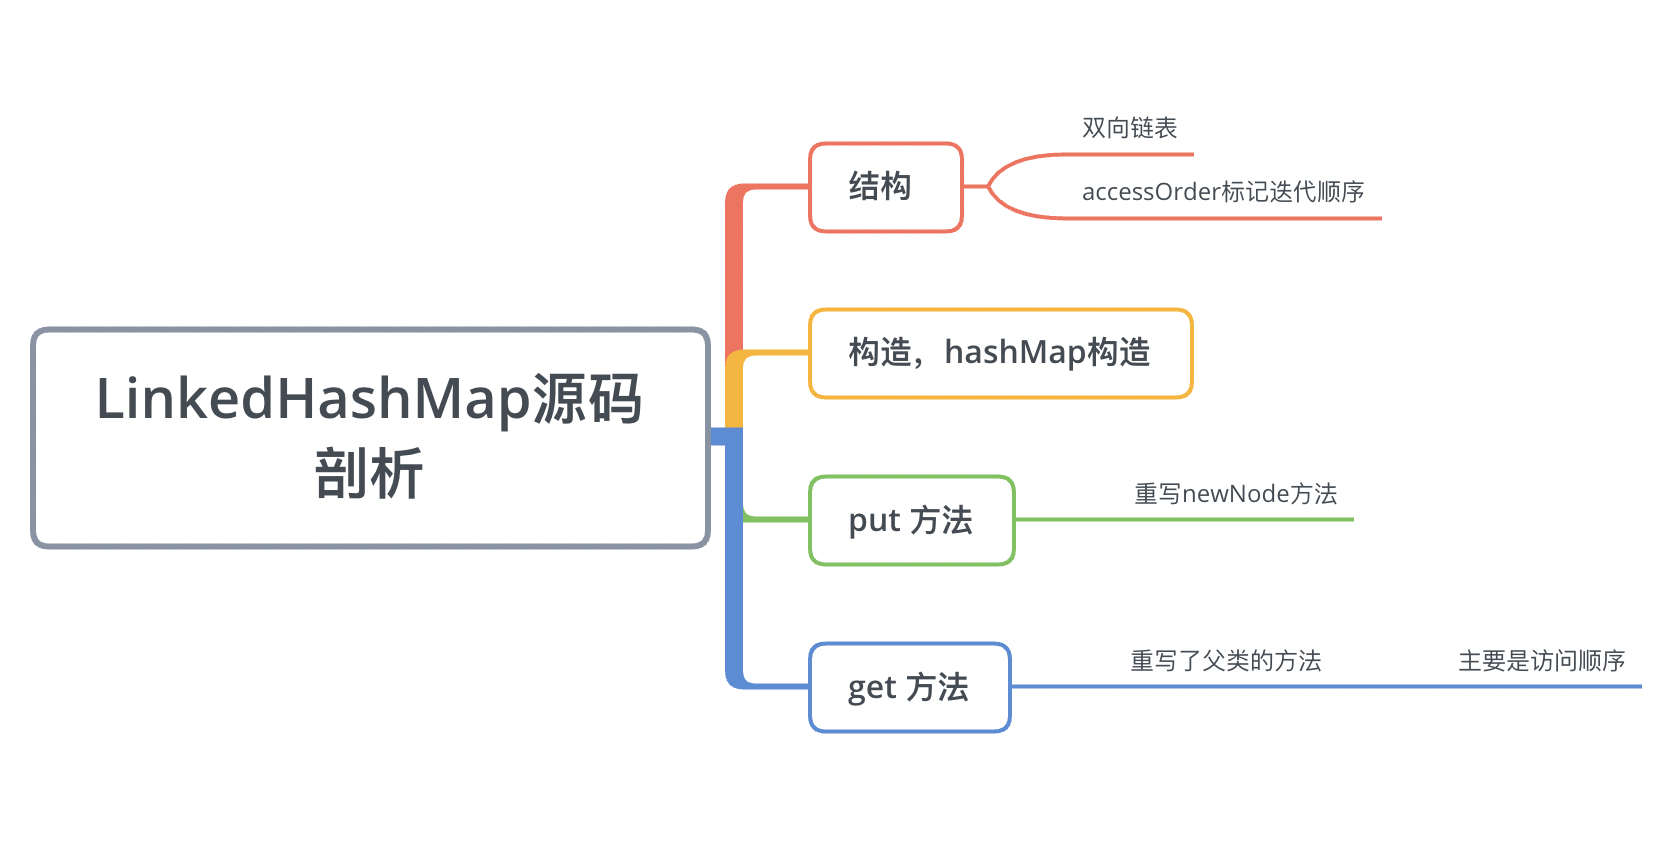 LinkedHashMap源码
剖析
结构
双向链表
accessOrder标记迭代顺序
构造，hashMap构造
put 方法
重写newNode方法
get 方法
重写了父类的方法
主要是访问顺序